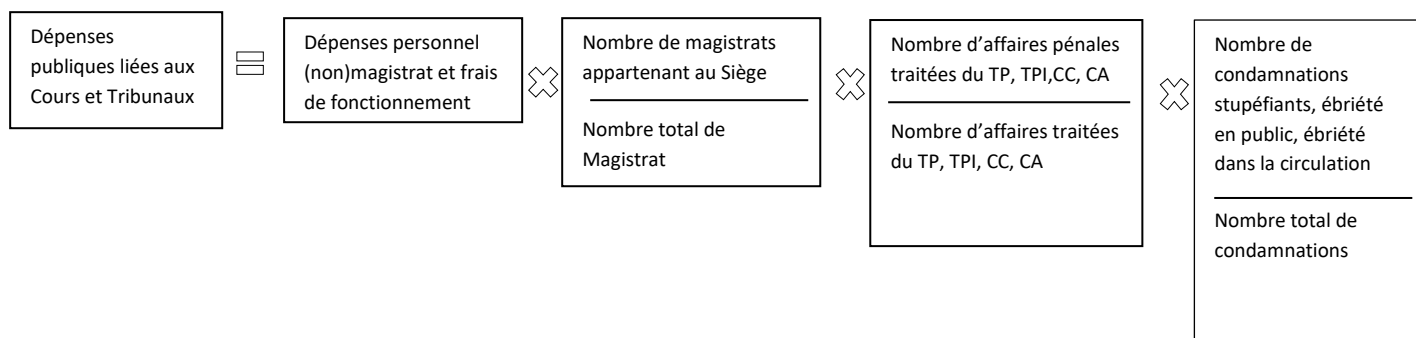 Dépenses
publiques liées aux
Cours et Tribunaux
Dépenses personnel
(non)magistrat et frais
de fonctionnement
Nombre de magistrats
appartenant au Siège
Nombre total de
Magistrat
Nombre d’affaires pénales
traitées du TP, TPI,CC, CA
Nombre d’affaires traitées
du TP, TPI, CC, CA
Nombre de
condamnations
stupéfiants, ébriété
en public, ébriété
dans la circulation
Nombre total de
condamnations